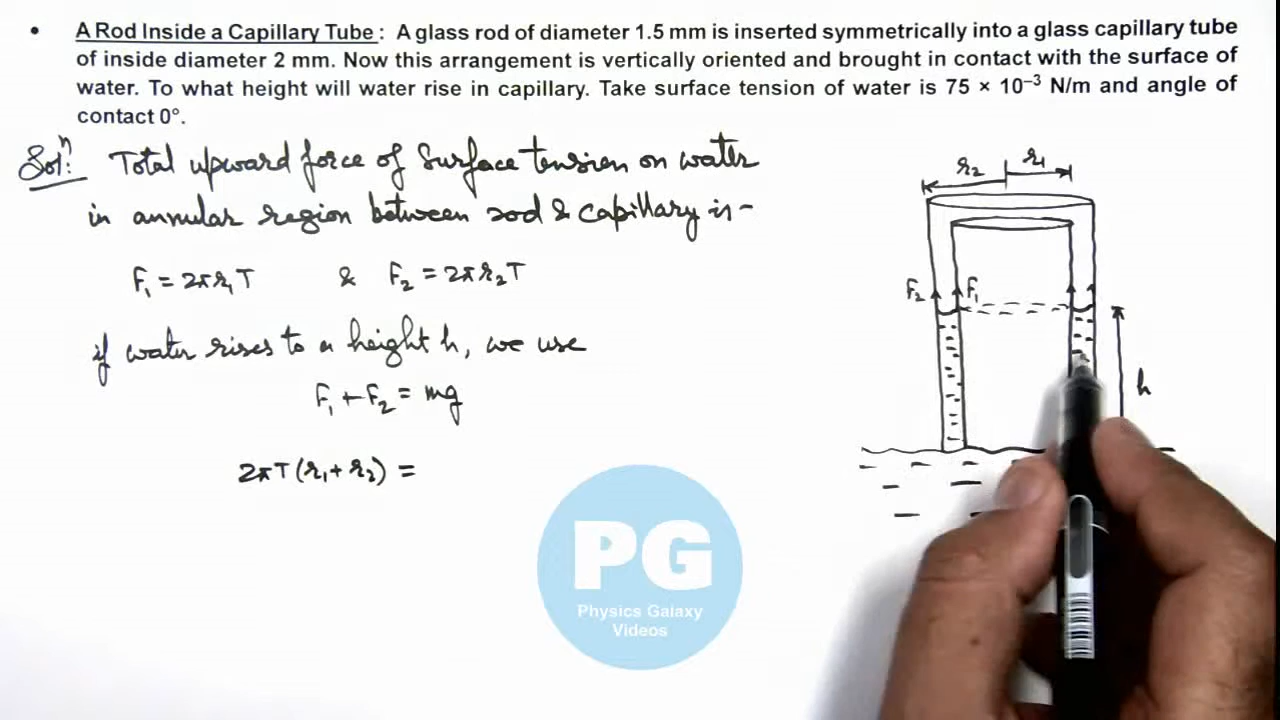 • A Rod Inside a Capillary Tube : A glass rod of diameter 1.5 mm is inserted symmetrically into a glass capillary tube
of inside diameter 2 mm. Now this arrangement is vertically oriented and brought in contact with the surface of
water. To what height will water rise in capillary. Take surface tension of water is 75 × 10⁻³ N/m and angle of
contact 0°.
Solⁿ: Total upward force of Surface tension on water
in annular region between rod & capillary is-
F₁ = 2πr₁T & F₂ = 2πr₂T
if water rises to a height h, we use
F₁ + F₂ = mg
2πT(r₁ + r₂) =
r₂ r₁
F₂ F₁
h
PG
Physics Galaxy
Videos